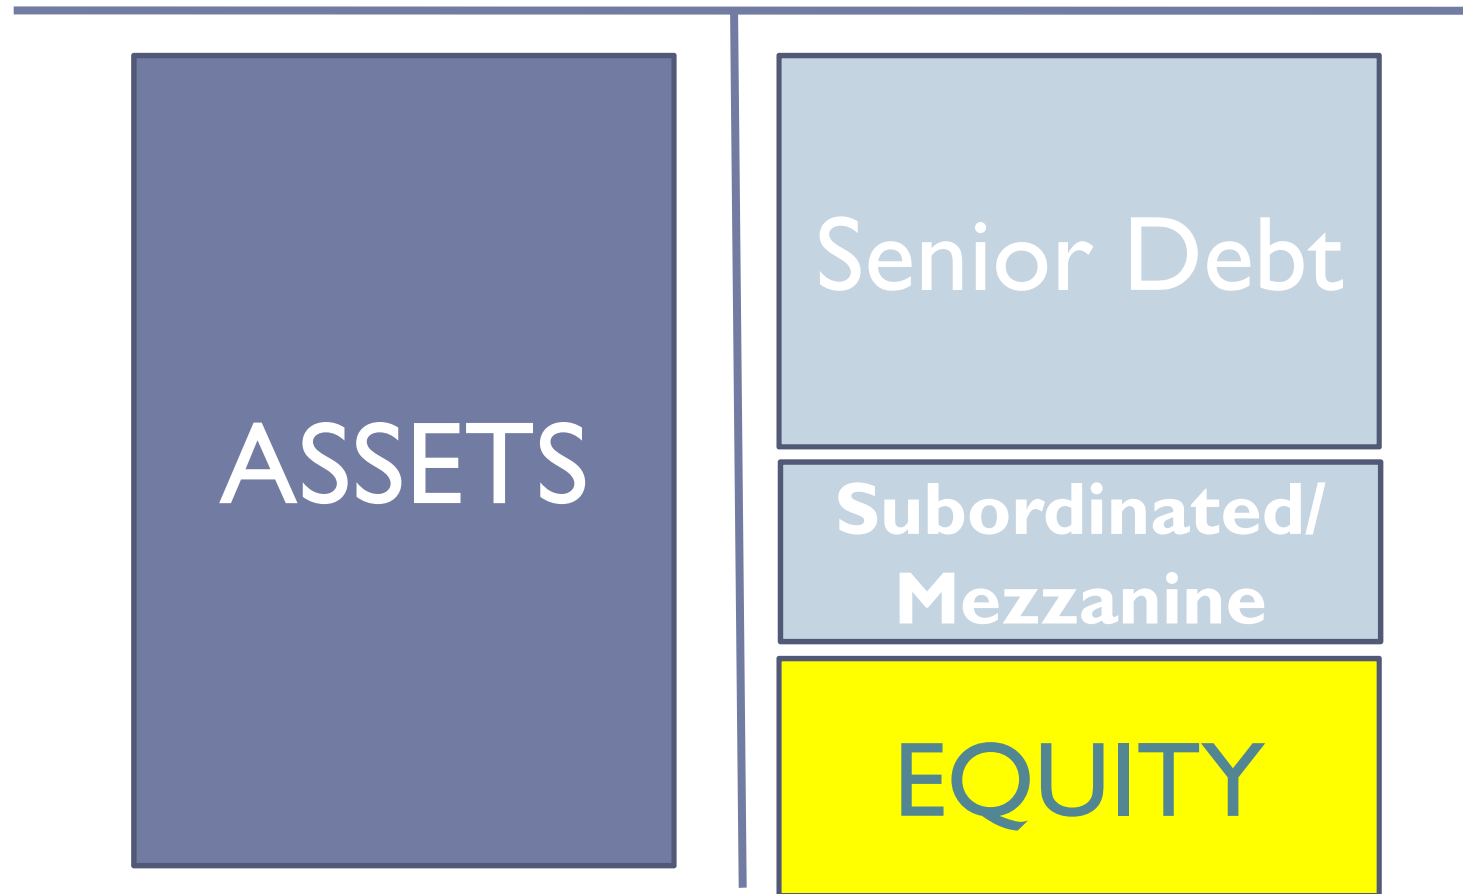 ASSETS
Senior Debt
Subordinated/
Mezzanine
EQUITY